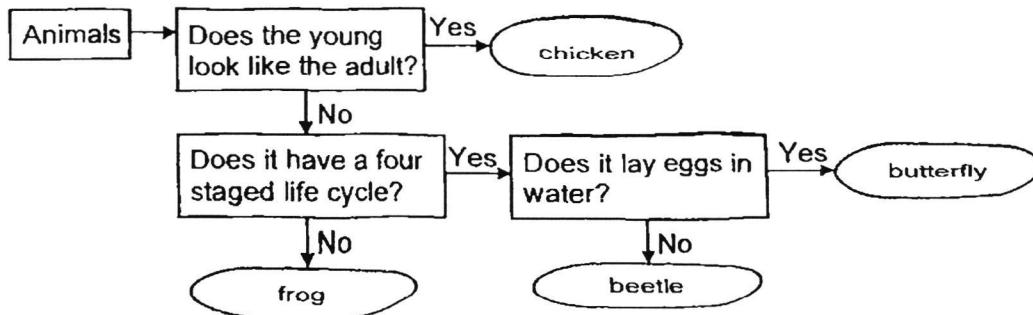 Animals
Does the young
look like the adult?
Yes
chicken
No
Does it have a four
staged life cycle?
Yes
Does it lay eggs in
water?
Yes
butterfly
No
frog
No
beetle